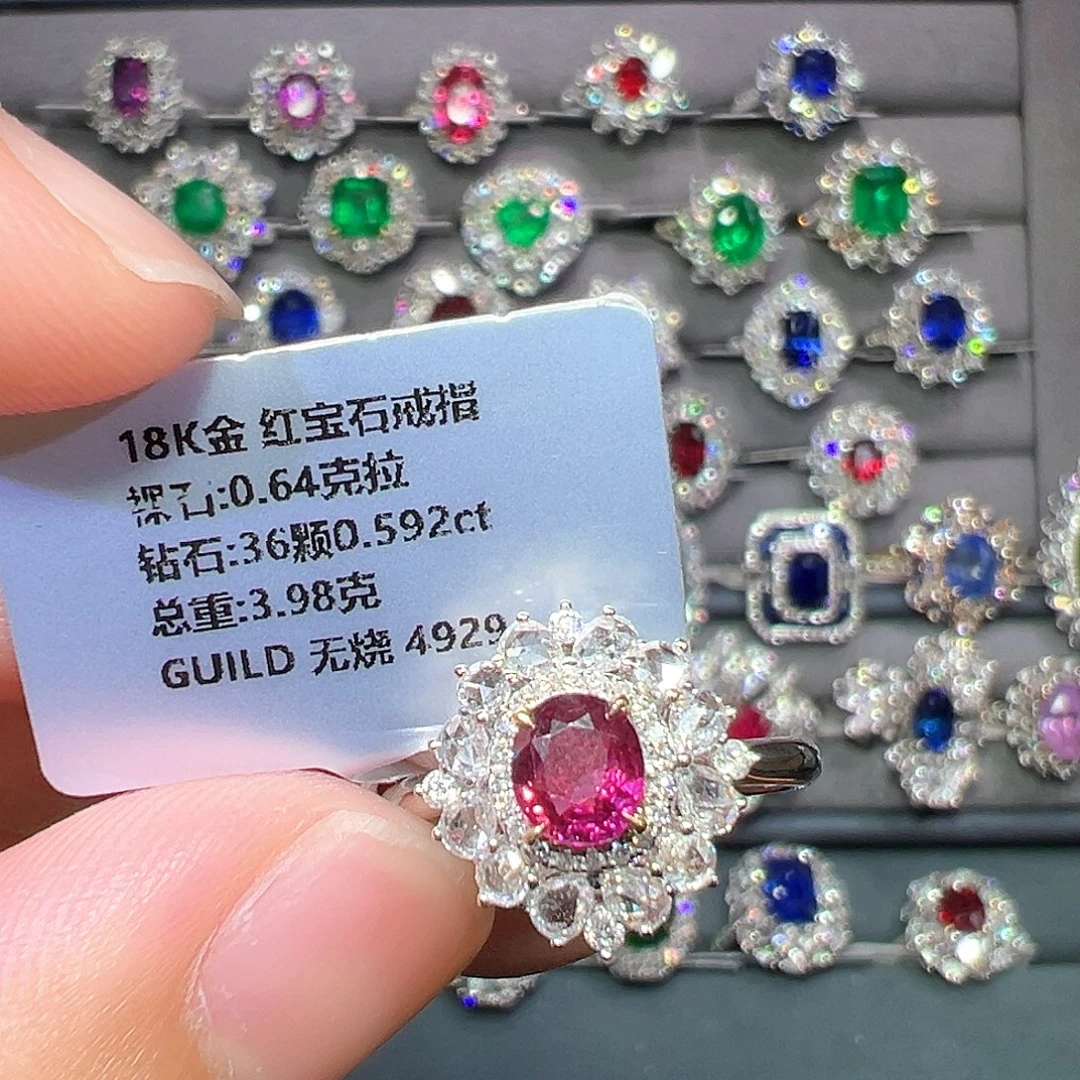 18K金 红宝石戒指
裸石:0.64克拉
钻石:36颗0.592ct
总重:3.98克
GUILD 无烧 4929